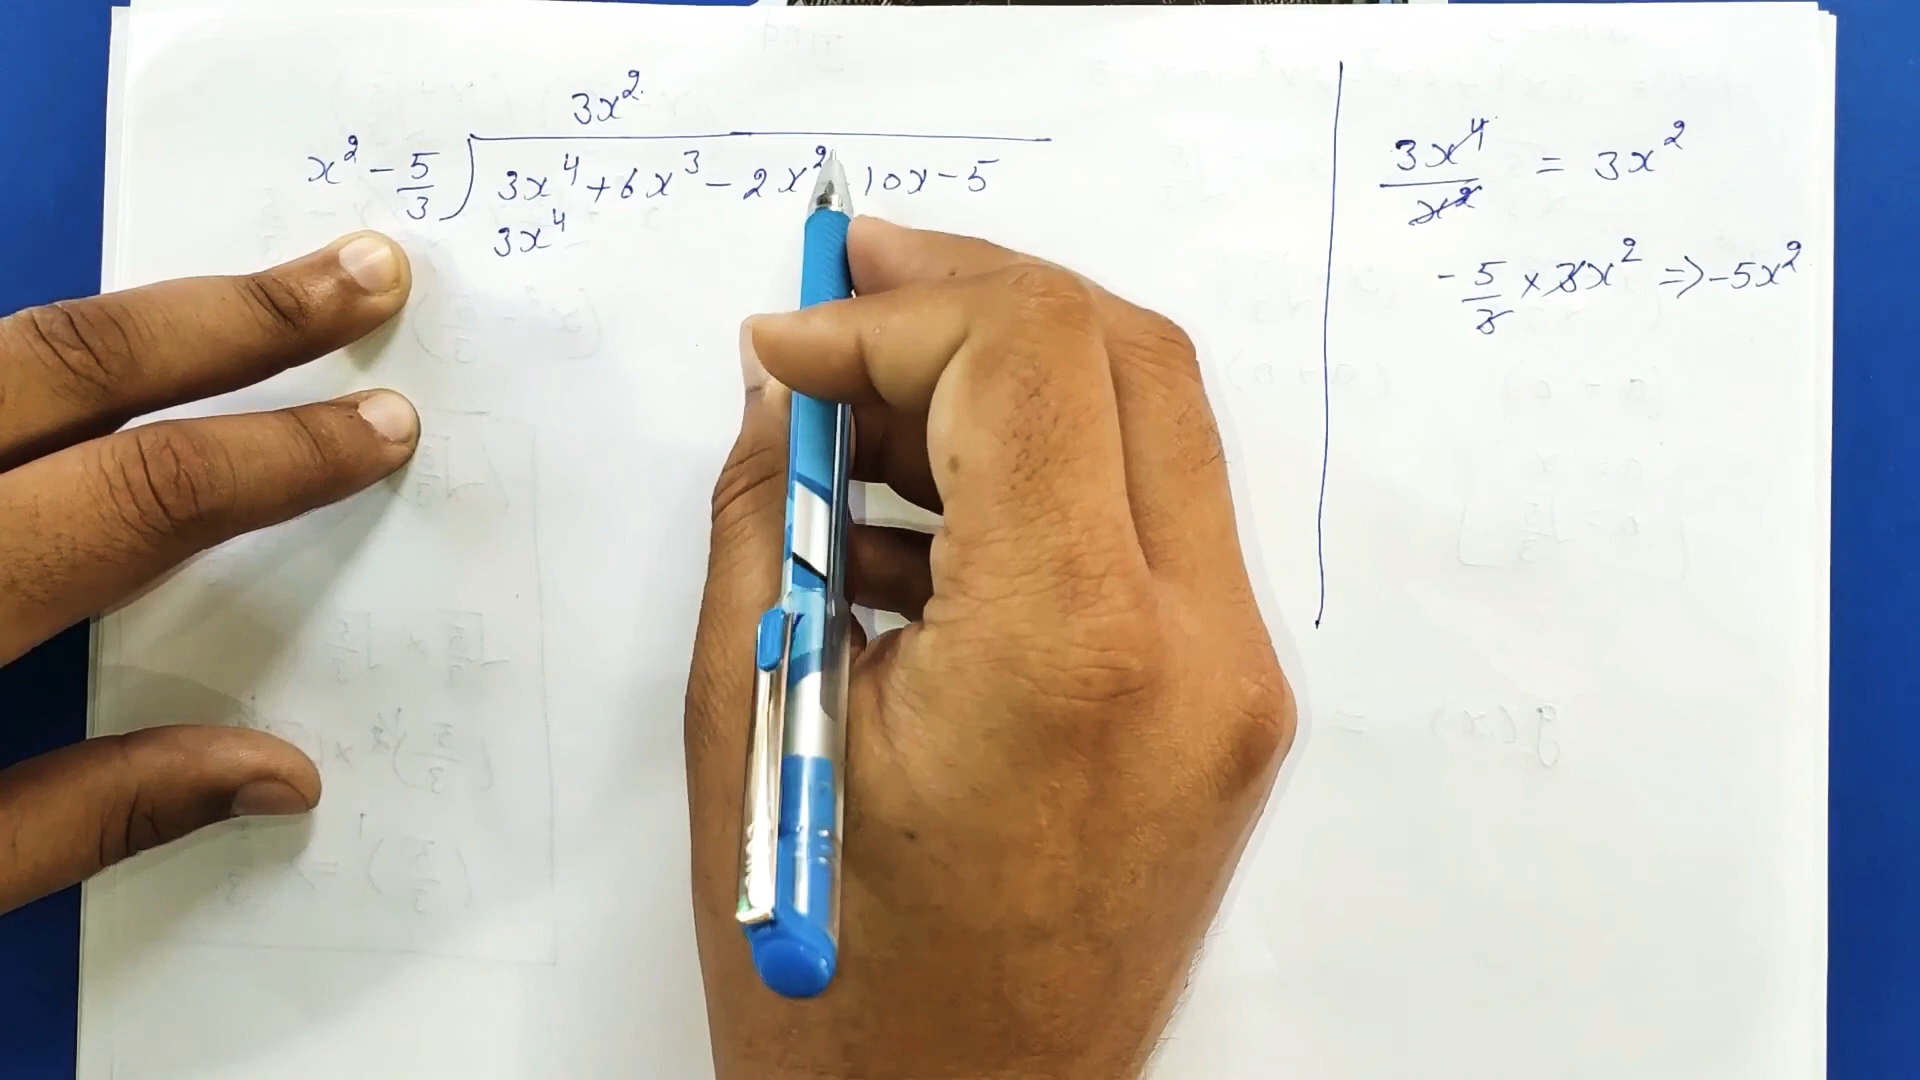 3x²
x² - 5/3 ) 3x⁴ + 6x³ - 2x² 10x - 5
3x⁴
3x⁴/x² = 3x²
- 5/3 × 3x² => -5x²